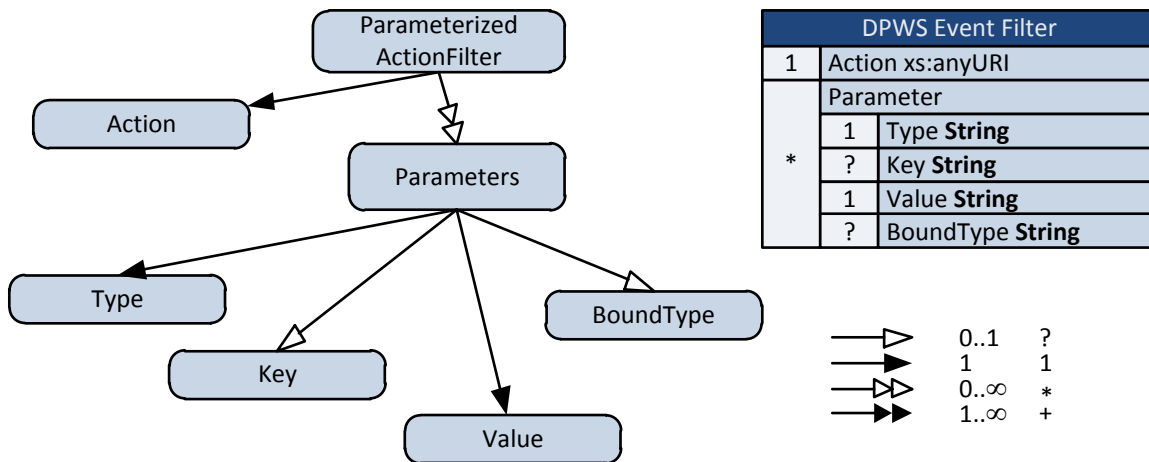 Parameterized
ActionFilter
Action
Parameters
Type
Key
Value
BoundType
DPWS Event Filter
1 Action xs:anyURI
* Parameter
1 Type String
? Key String
1 Value String
? BoundType String
0..1 ?
1 1
0..∞ *
1..∞ +